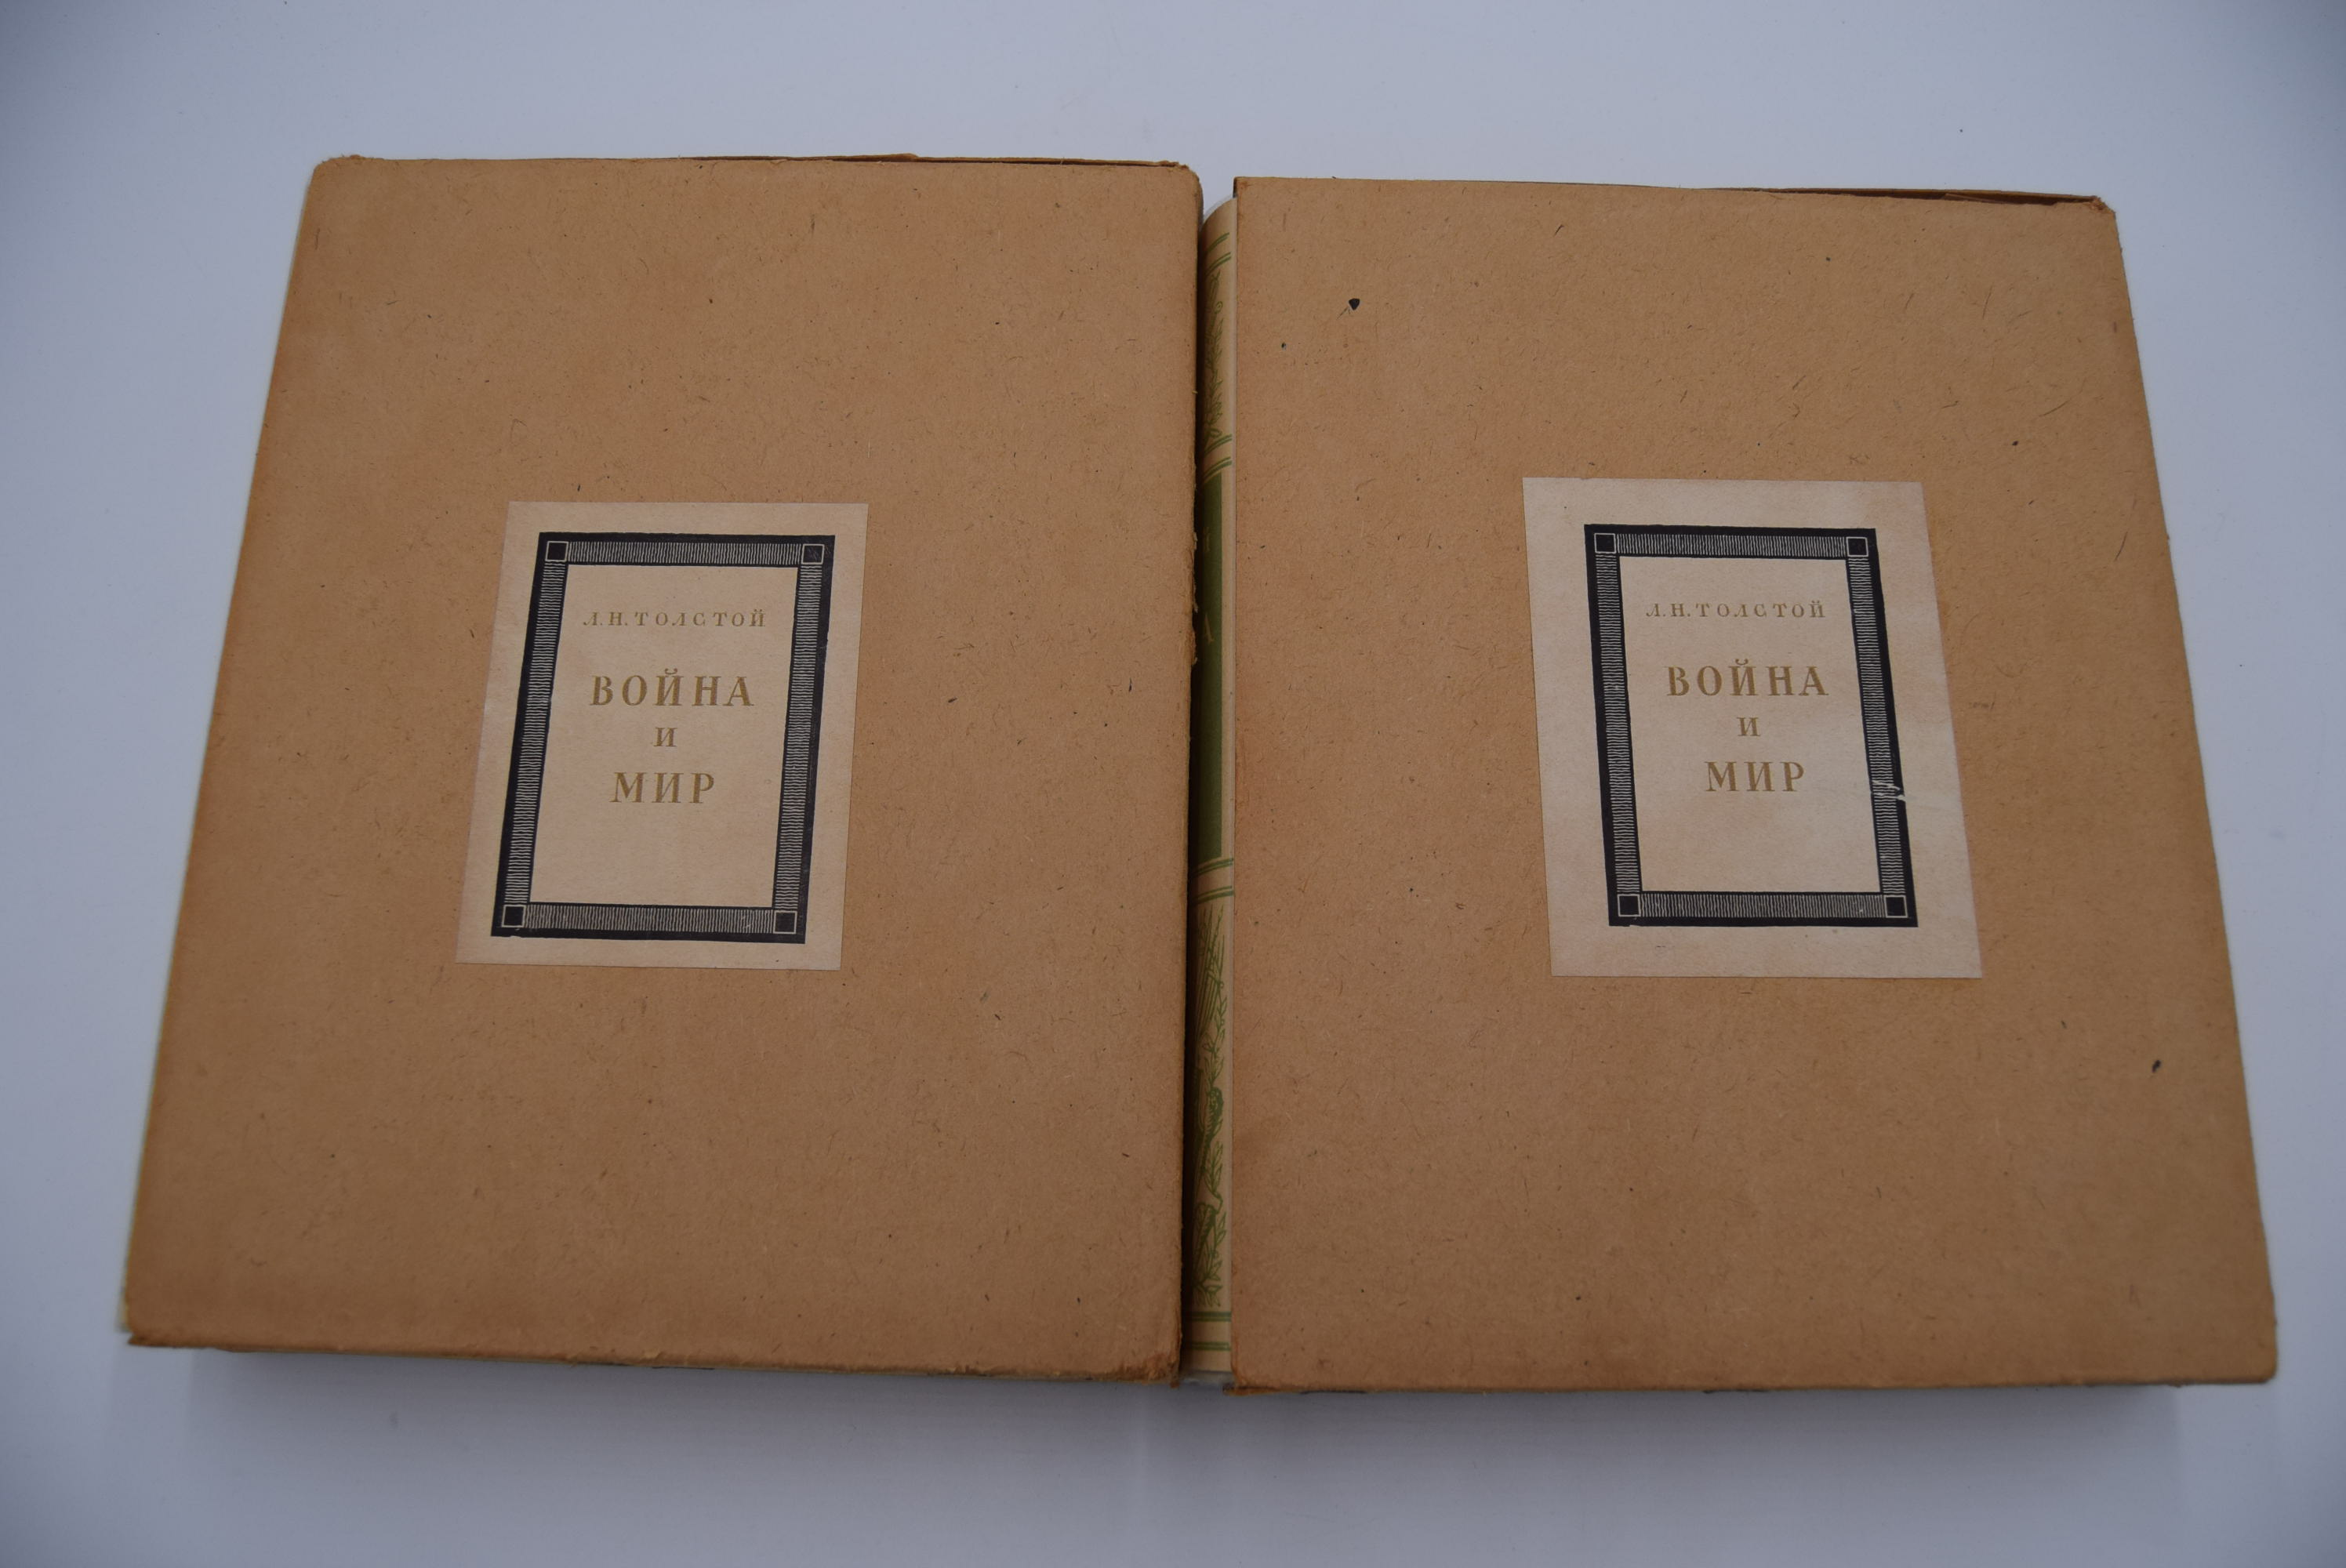 Л. Н. ТОЛСТОЙ
ВОЙНА
И
МИР
Л. Н. ТОЛСТОЙ
ВОЙНА
И
МИР